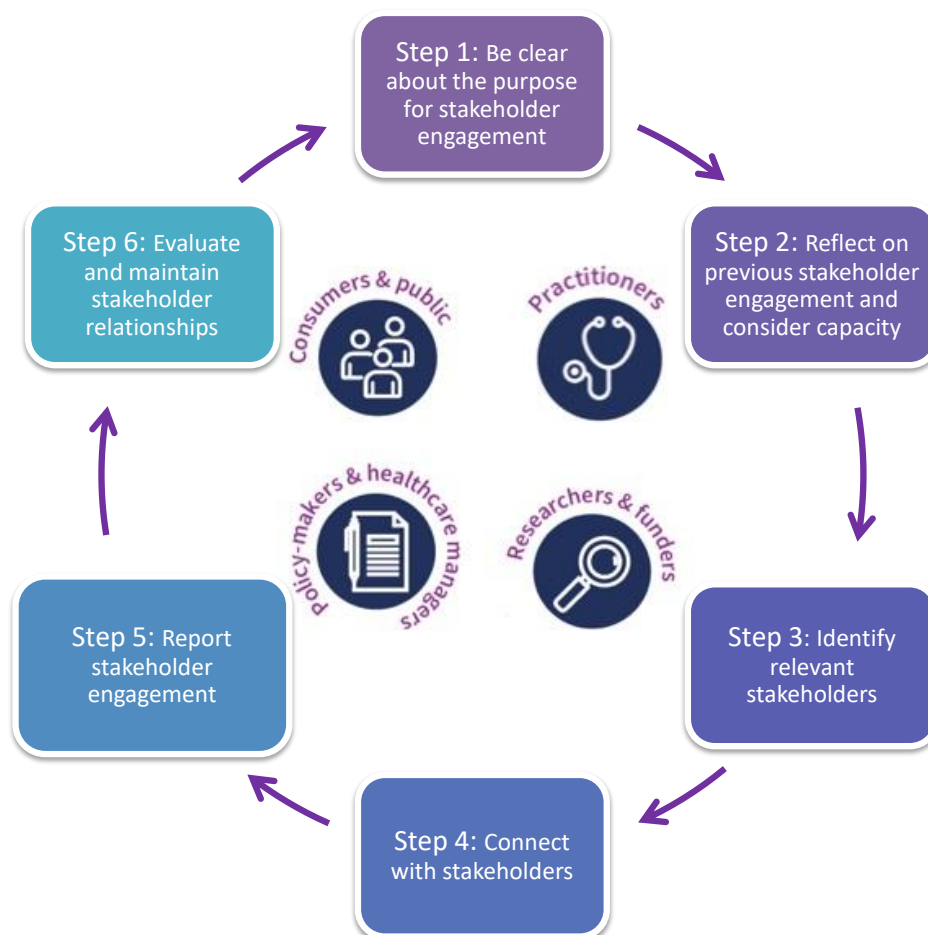 Step 1: Be clear
about the purpose
for stakeholder
engagement
Step 2: Reflect on
previous stakeholder
engagement and
consider capacity
Step 3: Identify
relevant
stakeholders
Step 4: Connect
with stakeholders
Step 5: Report
stakeholder
engagement
Step 6: Evaluate
and maintain
stakeholder
relationships
Consumers & public
Practitioners
policy-makers & healthcare managers
Researchers & funders